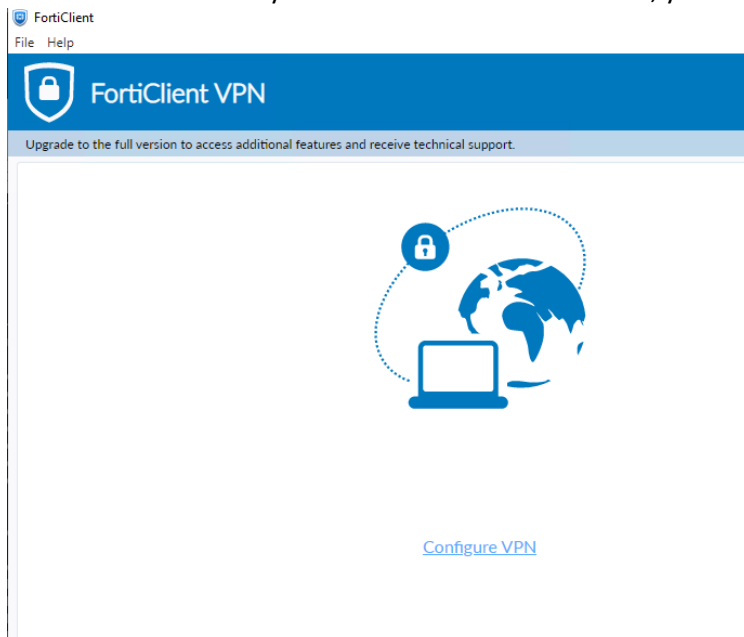 FortiClient
File Help
FortiClient VPN
Upgrade to the full version to access additional features and receive technical support.
Configure VPN